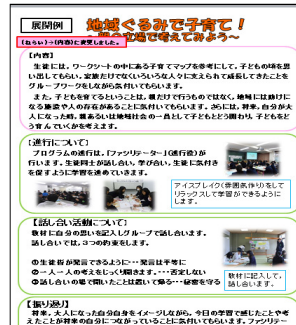 展開例
地域ぐるみで子育て！
（ねらい）→（内容）に変更しました。
で考えてみよう～
【内容】
生徒には、ワークシートの中にある子育てマップを参考にして、子どもの頃を思
い出してもらい、家族だけでなくいろいろな人々に支えられて成長してきたことを
グループワークをしながら気付いてもらいます。
また、子どもを育てるということは、親だけで行うものではなく、地域には助けに
なる施設や人の存在があることに気付いてもらいます。さらには、将来、自分が大
人になった時、親あるいは地域社会の一員として子どもとどう関わり、子どもをど
う育んでいくかを考えます。
【進行について】
プログラムの進行は、「ファシリテーター」（進行役）が
行います。生徒同士が話し合い、学び合い、生徒に気付き
を促すように学習を進めていきます。
アイスブレイク（雰囲気作り）をして
リラックスして学習ができるように
します。
【話し合い活動について】
教材に自分の思いを記入しグループで話し合います。
話し合いでは、３つの約束をします。
①生徒皆が発言できるように・・・発言は平等に
②一人一人の考えをじっくり聞きます。・・・否定しない
③話し合いの場で聞いたことは置いて帰る・・・秘密を守る
教材に記入して、
話し合います。
【振り返り】
将来、大人になった自分自身をイメージしながら、今日の学習で感じたことや考
えたことが将来の自分につながっていることに気付いてもらいます。ファシリテー